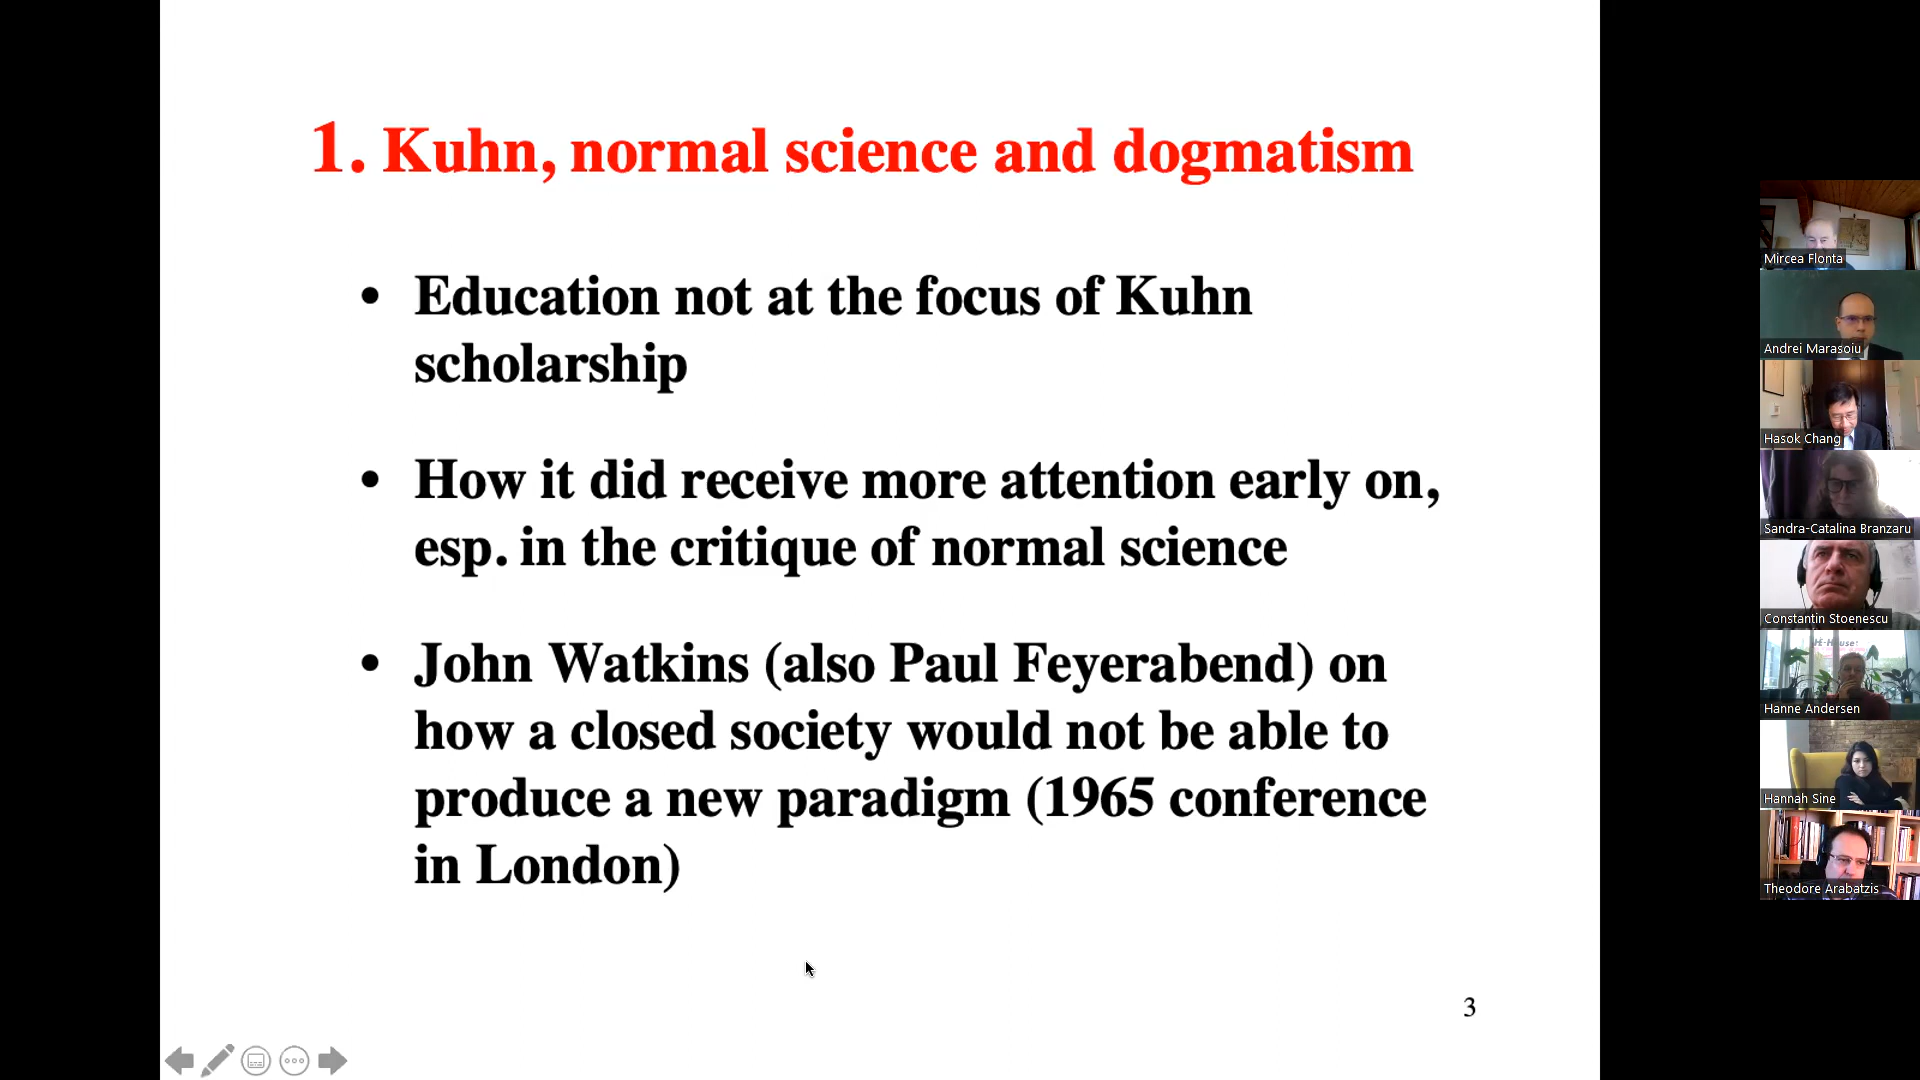 1. Kuhn, normal science and dogmatism
• Education not at the focus of Kuhn
scholarship
• How it did receive more attention early on,
esp. in the critique of normal science
• John Watkins (also Paul Feyerabend) on
how a closed society would not be able to
produce a new paradigm (1965 conference
in London)
3
Mircea Flonta
Andrei Marasoiu
Hasok Chang
Sandra-Catalina Branzaru
Constantin Stoenescu
Hanne Andersen
Hannah Sine
Theodore Arabatzis